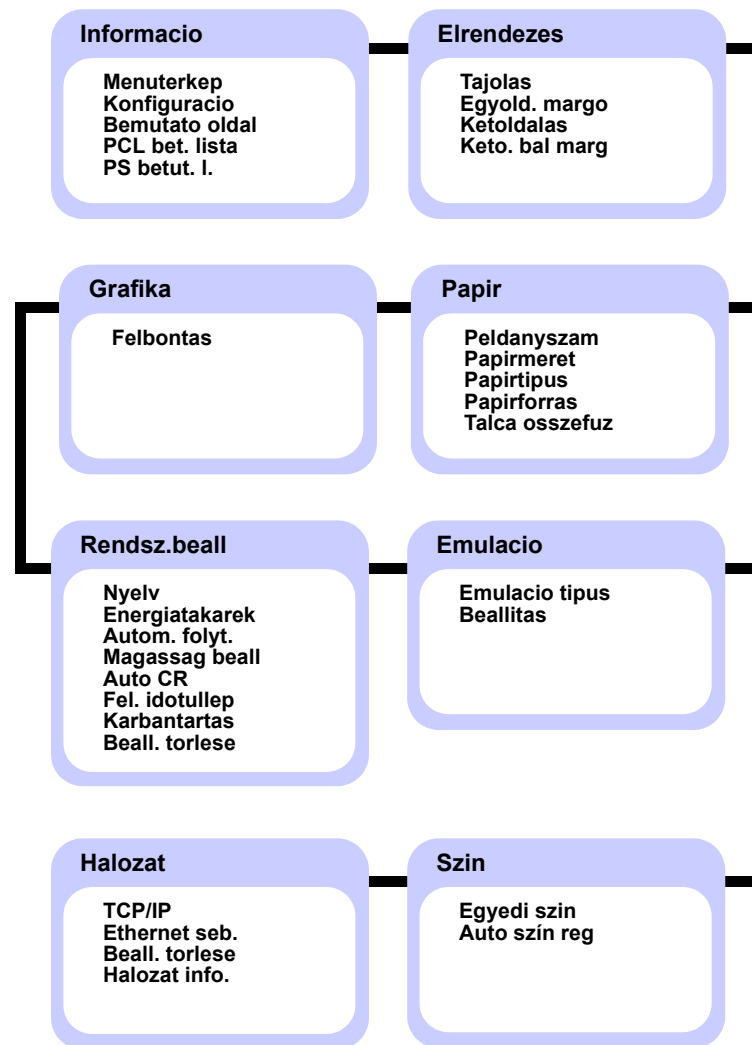 Informacio
Menuterkep
Konfiguracio
Bemutato oldal
PCL bet. lista
PS betut. l.
Elrendezes
Tajolas
Egyold. margo
Ketoldalas
Keto. bal marg
Grafika
Felbontas
Papir
Peldanyszam
Papirmeret
Papirtipus
Papirforras
Talca osszefuz
Rendsz.beall
Nyelv
Energiatakarek
Autom. folyt.
Magassag beall
Auto CR
Fel. idotullep
Karbantartas
Beall. torlese
Emulacio
Emulacio tipus
Beallitas
Halozat
TCP/IP
Ethernet seb.
Beall. torlese
Halozat info.
Szin
Egyedi szin
Auto szín reg